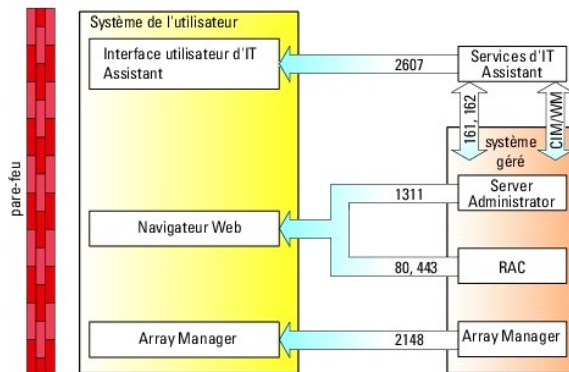 pare-feu
Système de l'utilisateur
Interface utilisateur d'IT
Assistant
2607
Services d'IT
Assistant
161, 162
CIM/WM
système
géré
1311
Server
Administrator
Navigateur Web
80, 443
RAC
Array Manager
2148
Array Manager